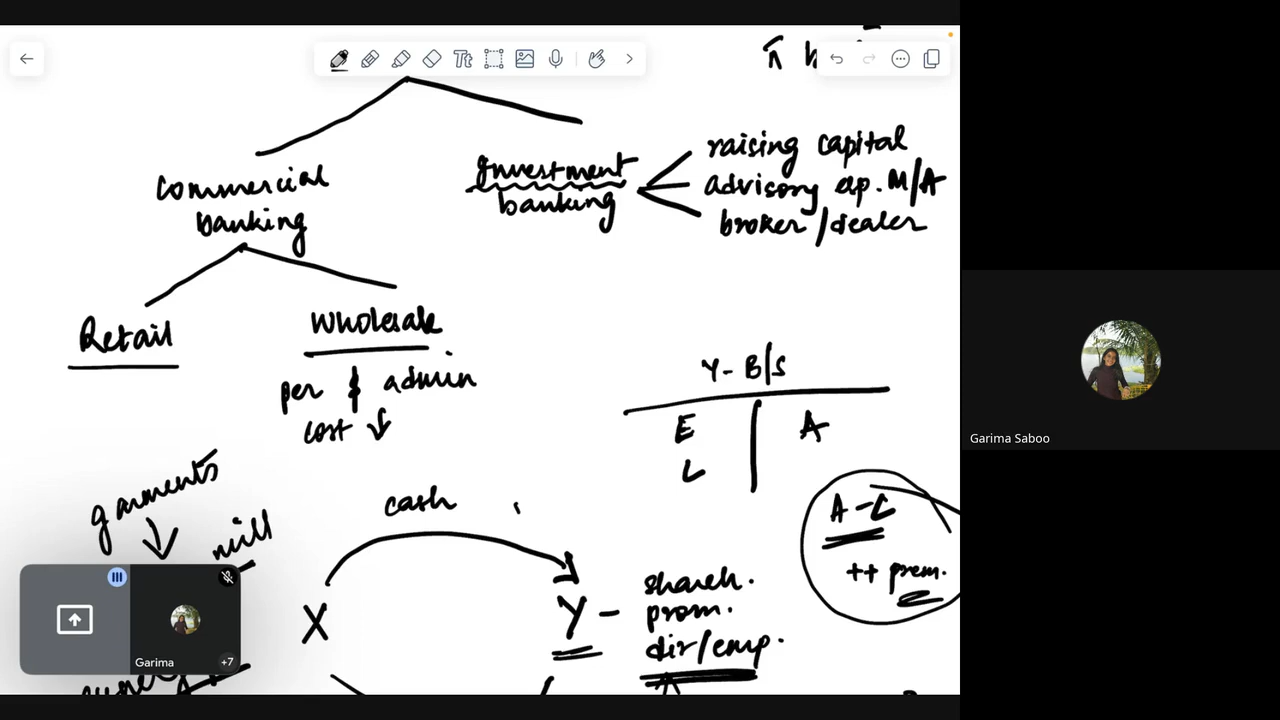 Tt
Commercial
banking
Investment
banking
raising capital
advisory
M/A
broker/dealer
Retail
Wholesale
per & admin
cost ↓
Y - B/S
E
A
L
garments
mill
cash
A - L
++ prem.
X
Y - shareh.
prom.
dir/emp.
Garima
+7
Garima Saboo